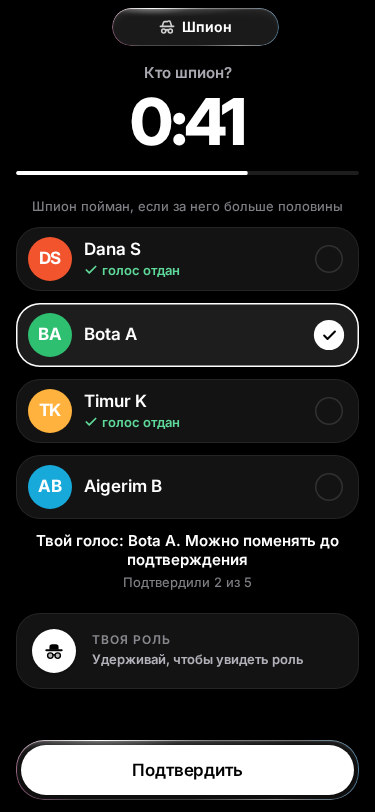 Шпион
Кто шпион?
0:41
Шпион пойман, если за него больше половины
DS
Dana S
голос отдан
BA
Bota A
TK
Timur K
голос отдан
AB
Aigerim B
Твой голос: Bota A. Можно поменять до
подтверждения
Подтвердили 2 из 5
ТВОЯ РОЛЬ
Удерживай, чтобы увидеть роль
Подтвердить